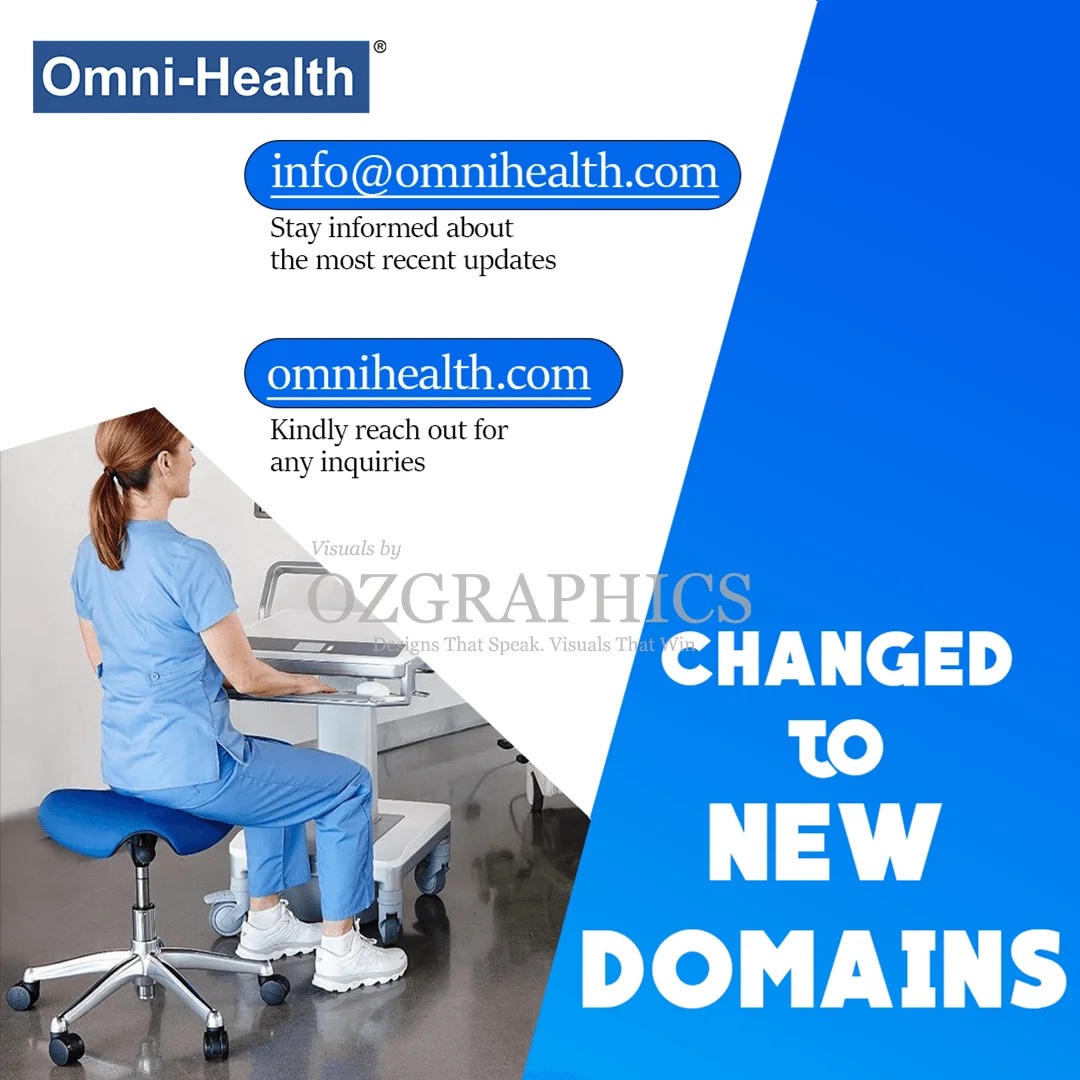 Omni-Health®
info@omnihealth.com
Stay informed about
the most recent updates
omnihealth.com
Kindly reach out for
any inquiries
Visuals by
OZGRAPHICS
Designs That Speak. Visuals That Win.
CHANGED
TO
NEW
DOMAINS